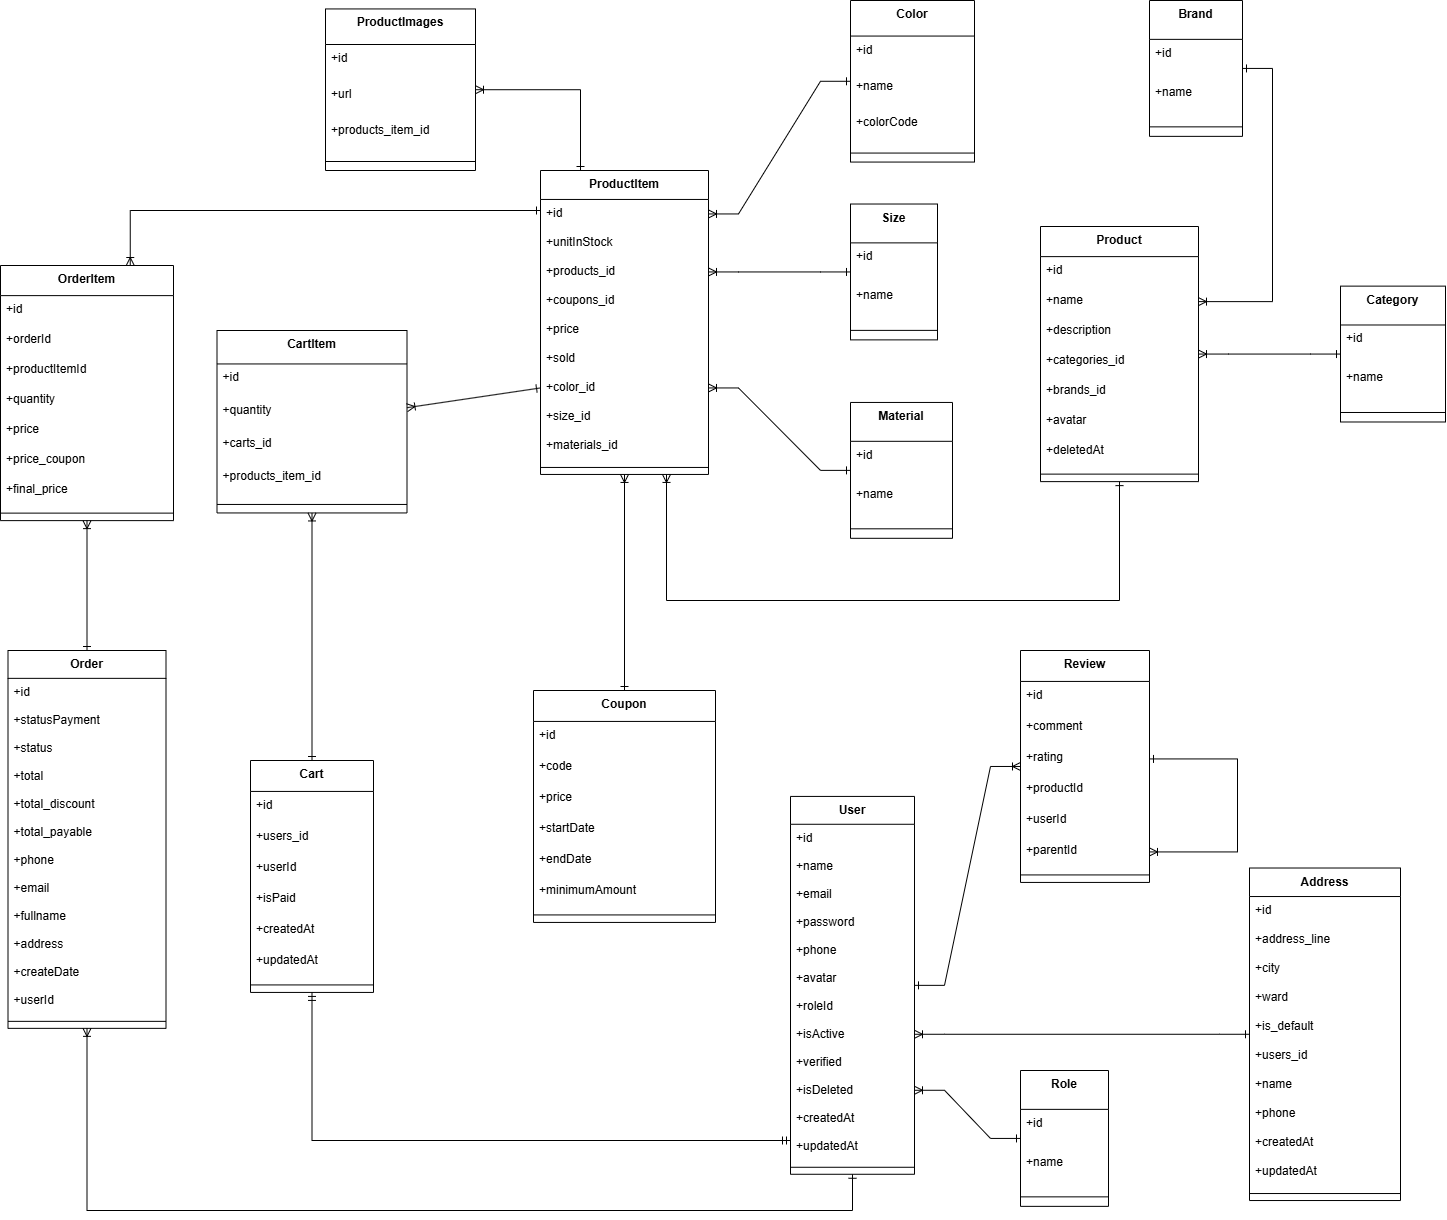 ProductImages
+id
+url
+products_item_id
Color
+id
+name
+colorCode
Brand
+id
+name
ProductItem
+id
+unitInStock
+products_id
+coupons_id
+price
+sold
+color_id
+size_id
+materials_id
Size
+id
+name
Product
+id
+name
+description
+categories_id
+brands_id
+avatar
+deletedAt
Category
+id
+name
OrderItem
+id
+orderId
+productItemId
+quantity
+price
+price_coupon
+final_price
CartItem
+id
+quantity
+carts_id
+products_item_id
Material
+id
+name
Order
+id
+statusPayment
+status
+total
+total_discount
+total_payable
+phone
+email
+fullname
+address
+createDate
+userId
Cart
+id
+users_id
+userId
+isPaid
+createdAt
+updatedAt
Coupon
+id
+code
+price
+startDate
+endDate
+minimumAmount
User
+id
+name
+email
+password
+phone
+avatar
+roleId
+isActive
+verified
+isDeleted
+createdAt
+updatedAt
Review
+id
+comment
+rating
+productId
+userId
+parentId
Role
+id
+name
Address
+id
+address_line
+city
+ward
+is_default
+users_id
+name
+phone
+createdAt
+updatedAt